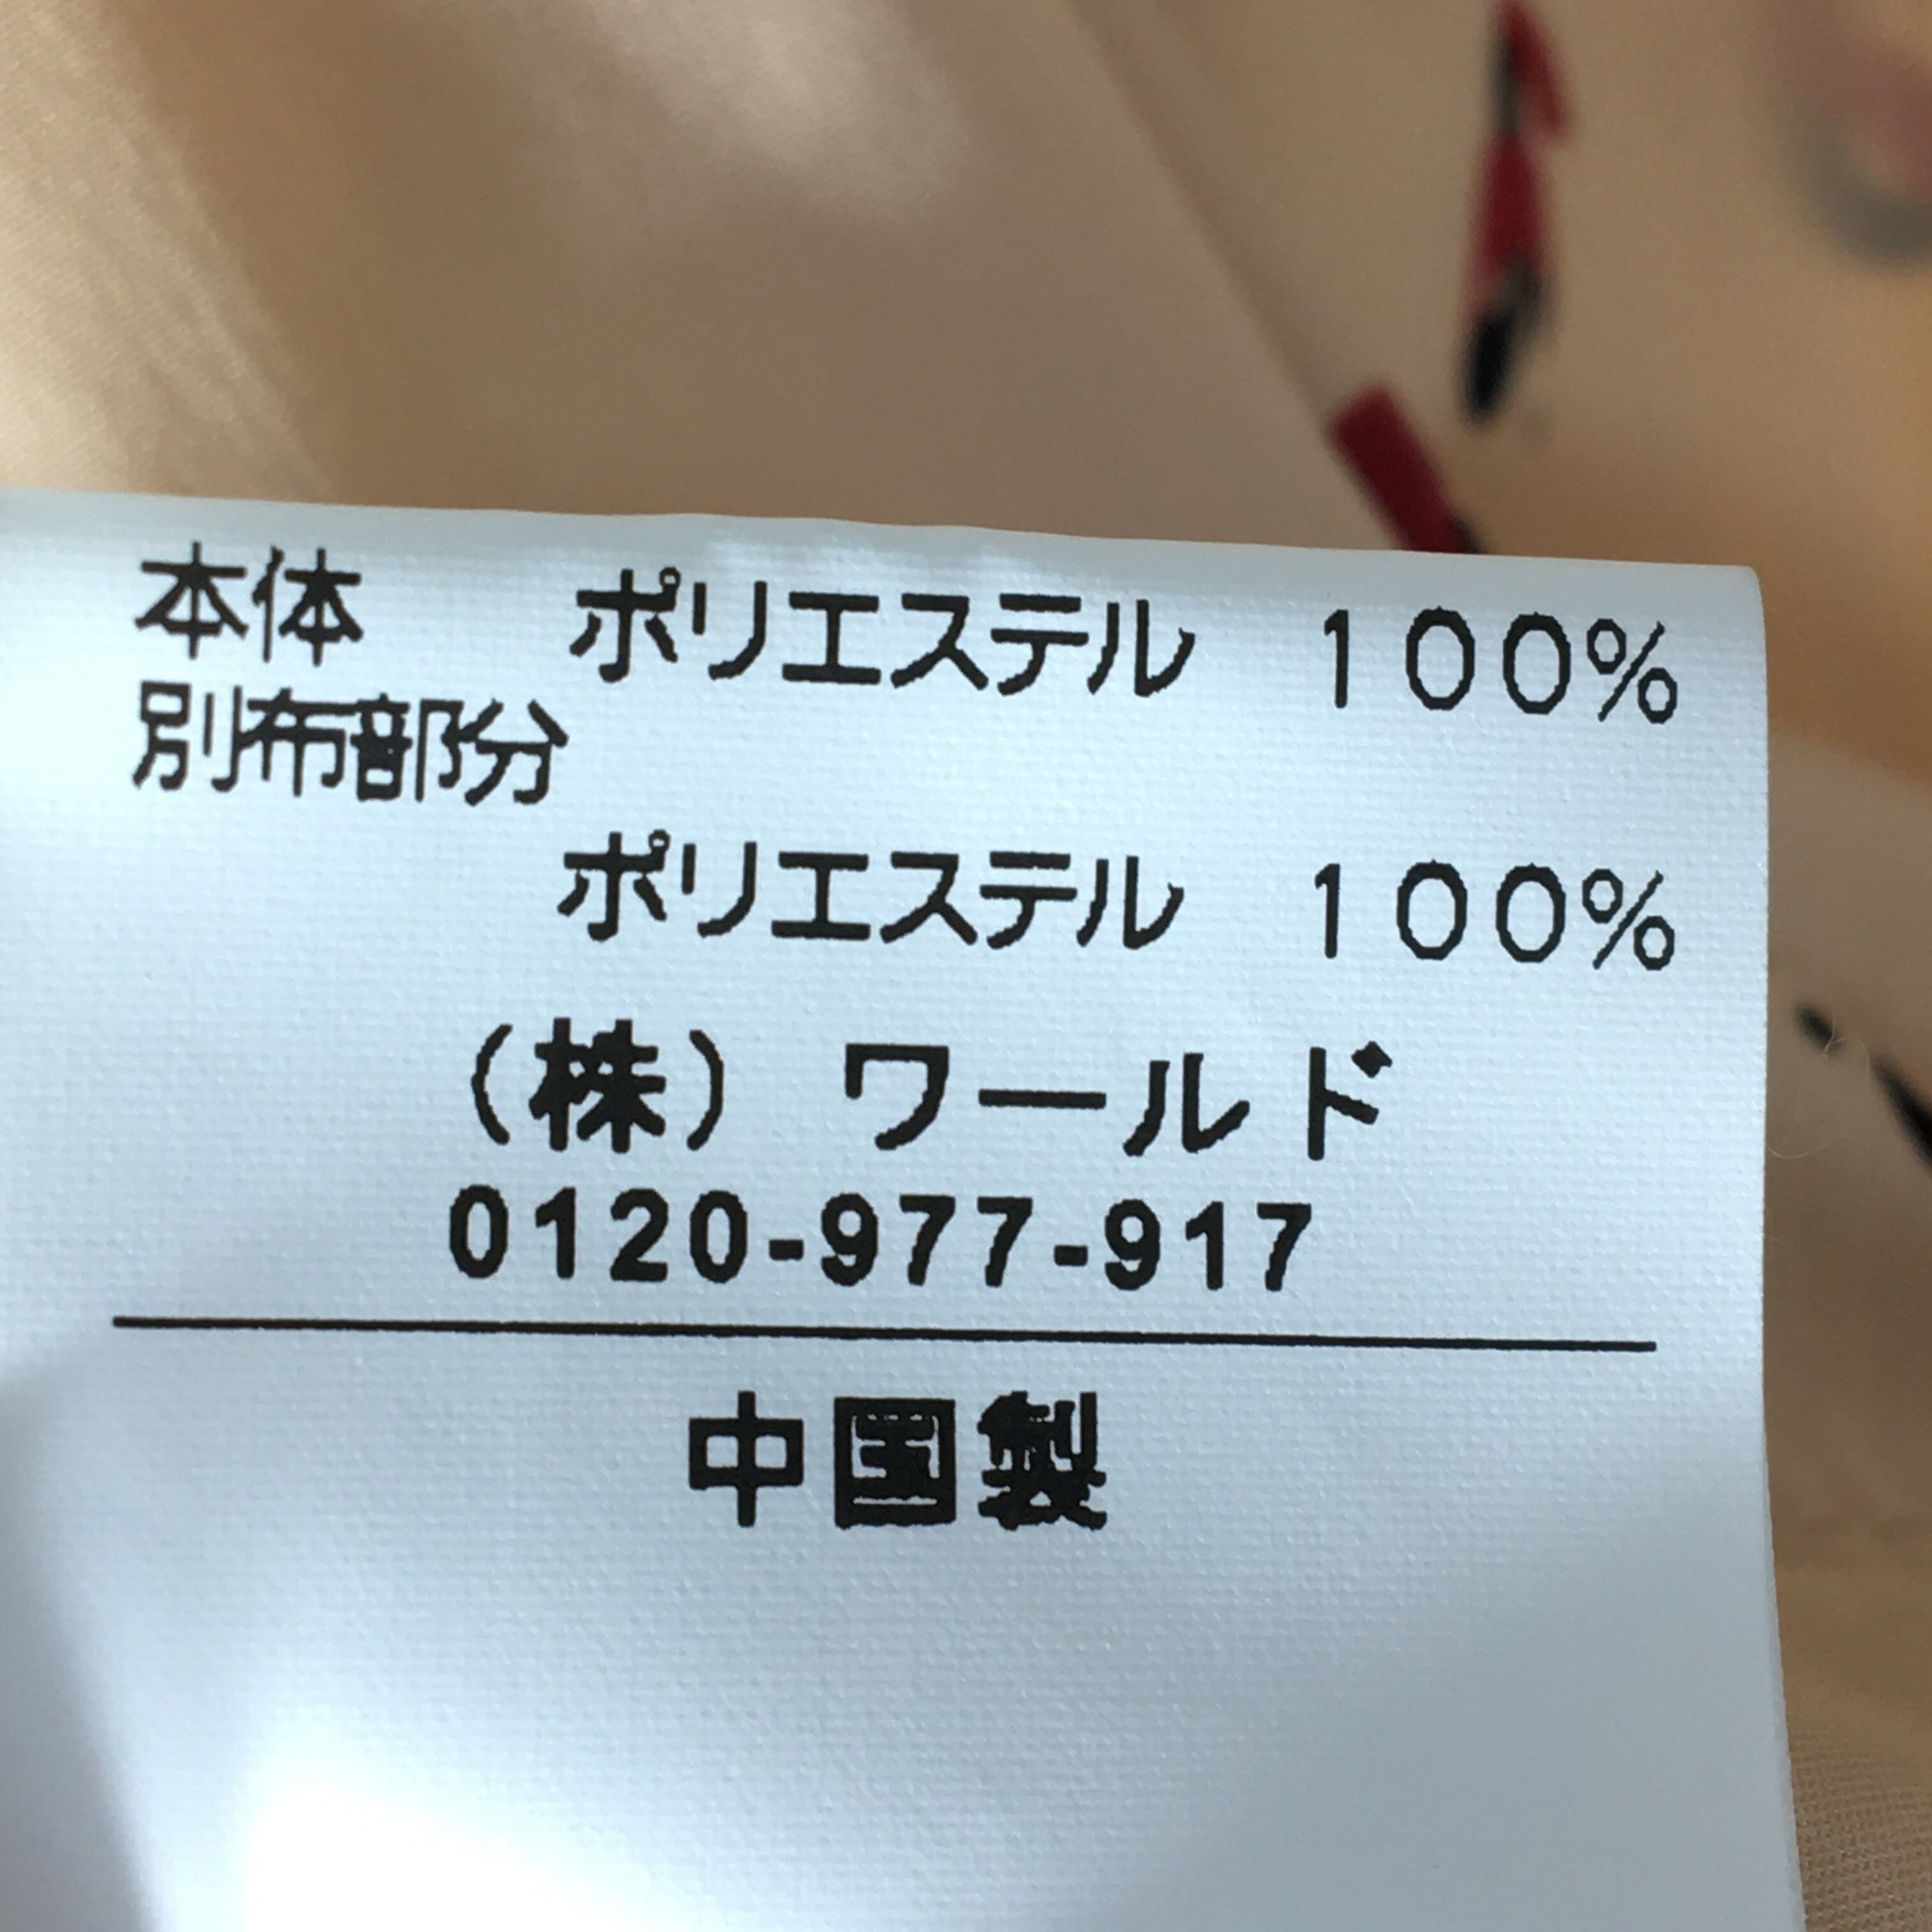 本体 ポリエステル 100%
別布部分
ポリエステル 100%
(株) ワールド
0120-977-917
中国製